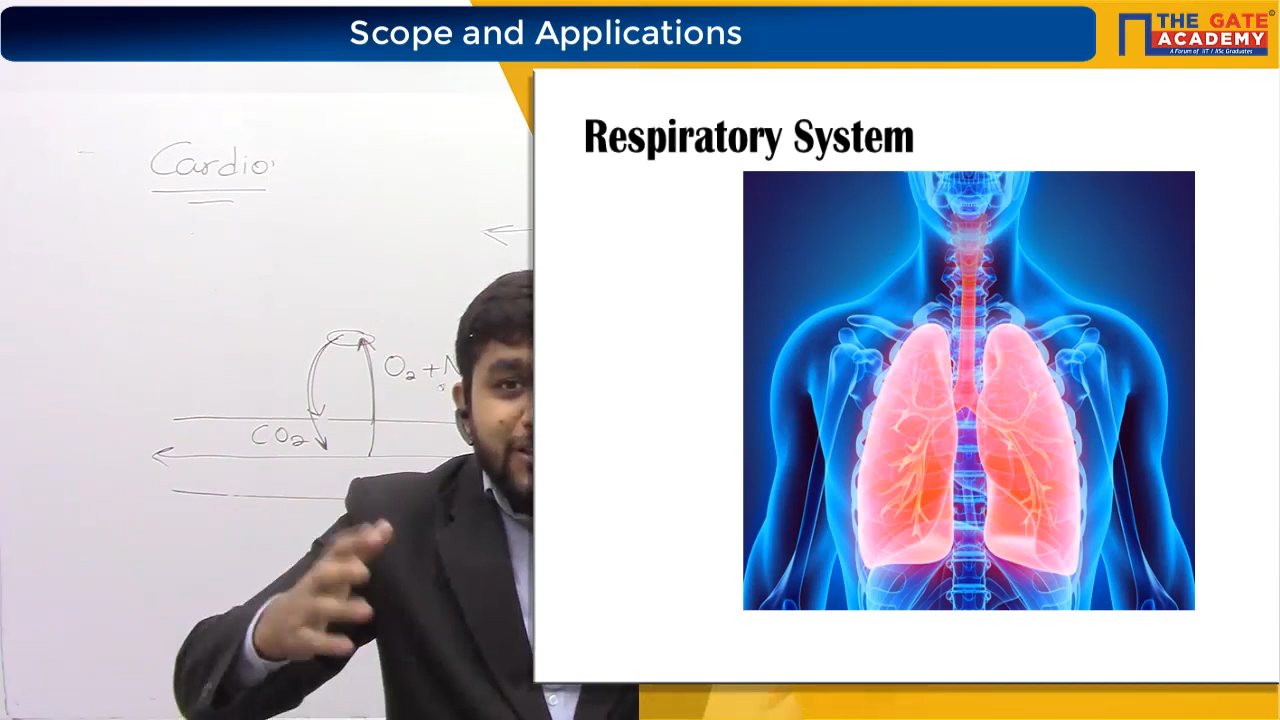 Scope and Applications
THE GATE
ACADEMY
A Forum of IIT / IISc Graduates
Respiratory System
Cardio
O₂ +
CO₂